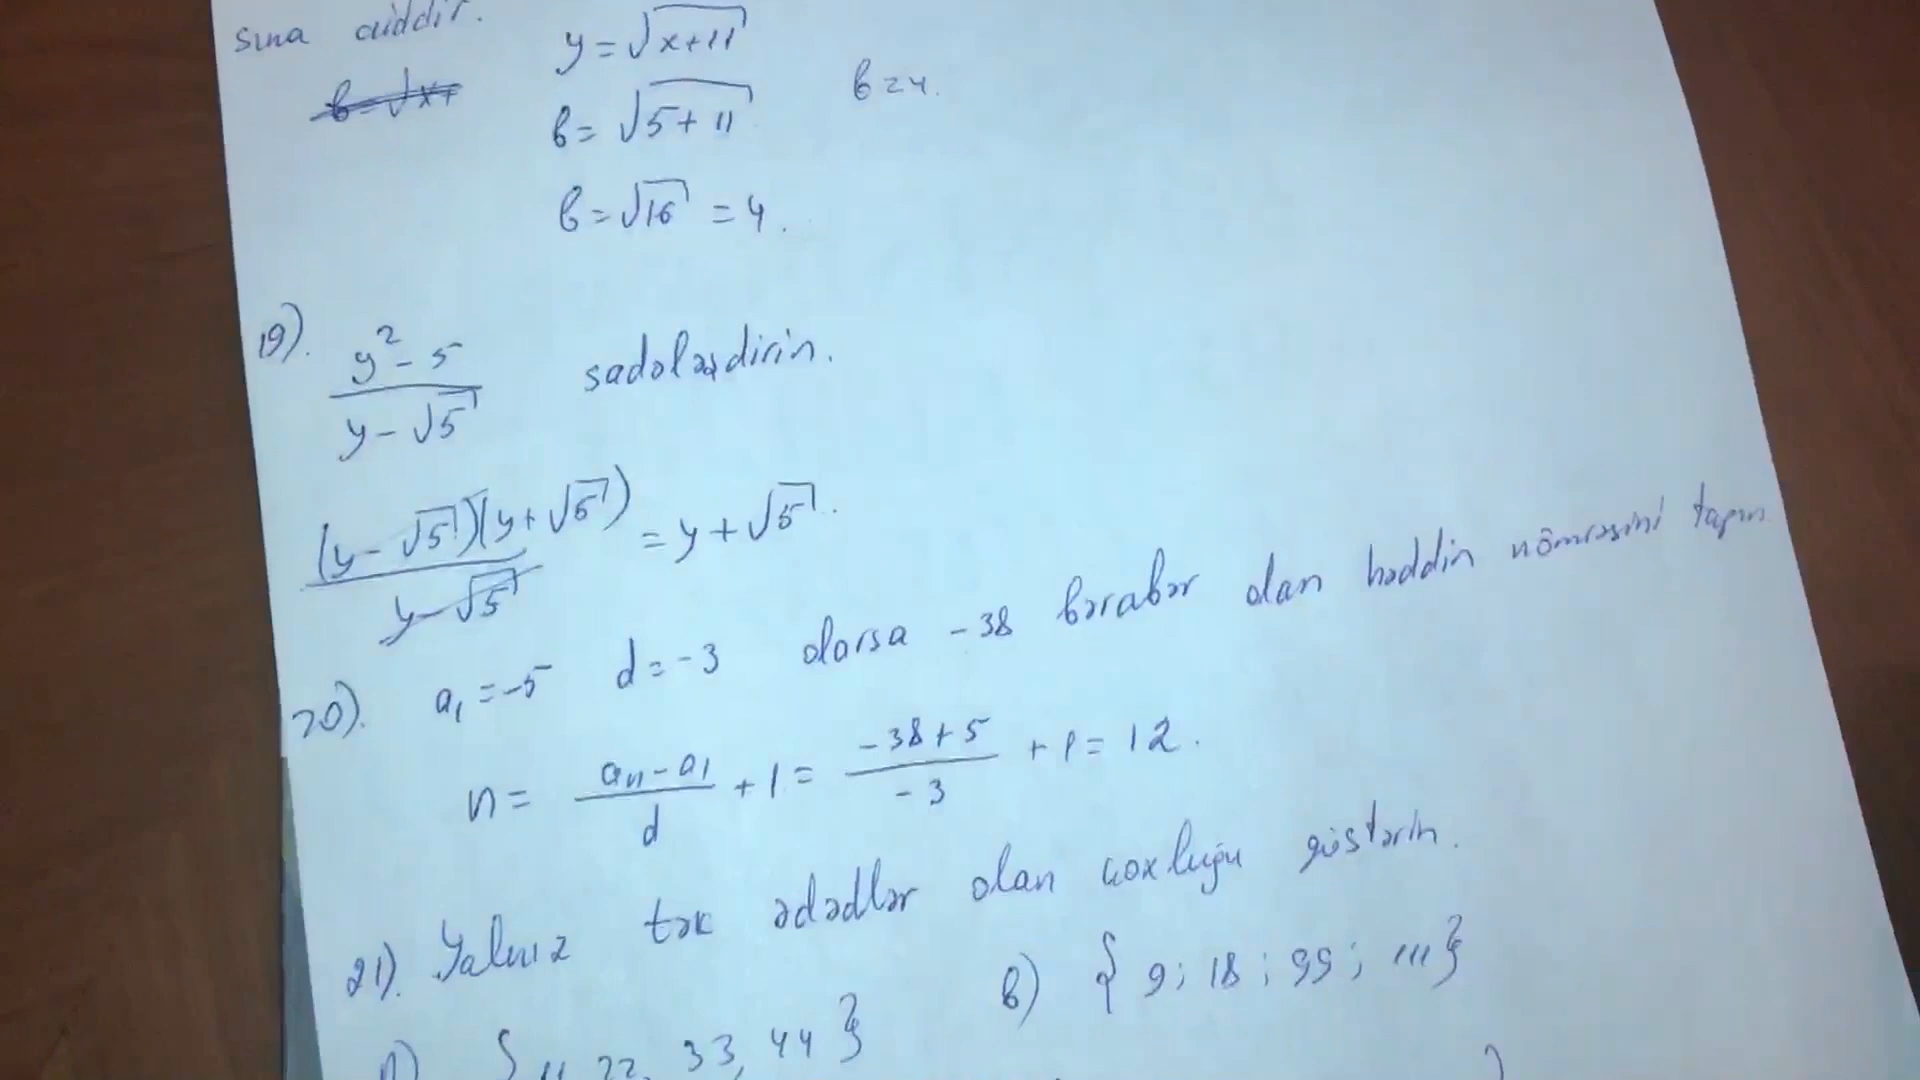 sına aiddir.
y = √x+11
в = √5+11 в = 4.
в = √16 = 4.
19). y² - 5 / y - √5 sadələşdirin.
(y - √5)(y + √5) / y - √5 = y + √5.
20). a₁ = -5 d = -3 olarsa -38 bərabər olan həddin nömrəsini tapın
n = aₙ - a₁ / d + 1 = -38 + 5 / -3 + 1 = 12.
21). Yalnız tək ədədlər olan çoxluğu göstərin.
A) { 11, 22, 33, 44 } в) { 9; 18; 99; 111 }